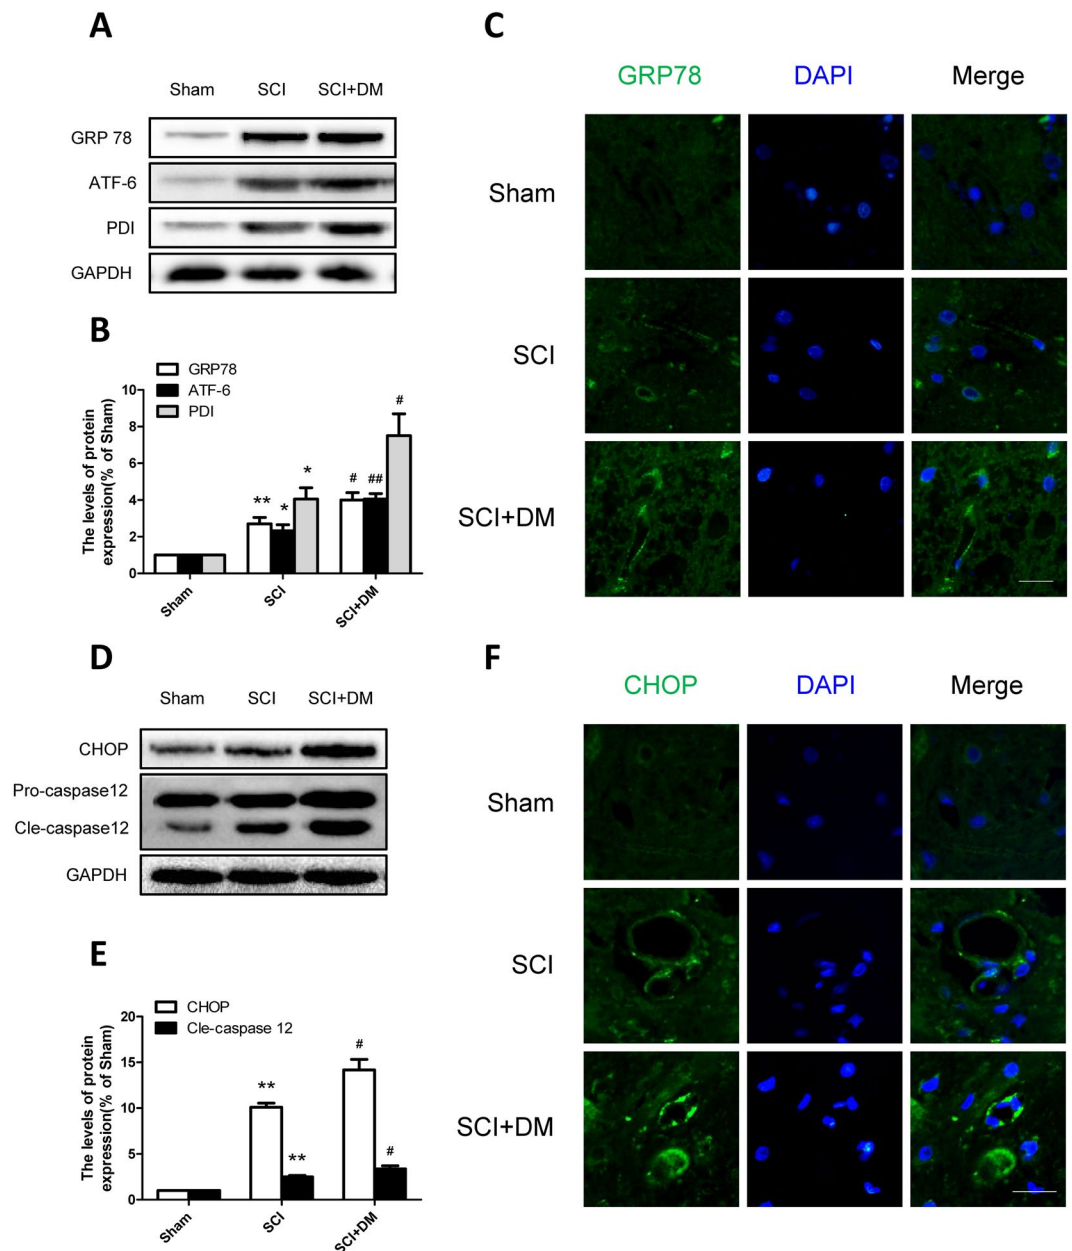 A
Sham SCI SCI+DM
GRP 78
ATF-6
PDI
GAPDH
B
GRP78
ATF-6
PDI
The levels of protein
expression(% of Sham)
10
8
6
4
2
0
** * *
# ## #
Sham SCI SCI+DM
C
GRP78 DAPI Merge
Sham
SCI
SCI+DM
D
Sham SCI SCI+DM
CHOP
Pro-caspase12
Cle-caspase12
GAPDH
E
CHOP
Cle-caspase 12
The levels of protein
expression(% of Sham)
20
15
10
5
0
** **
# #
Sham SCI SCI+DM
F
CHOP DAPI Merge
Sham
SCI
SCI+DM